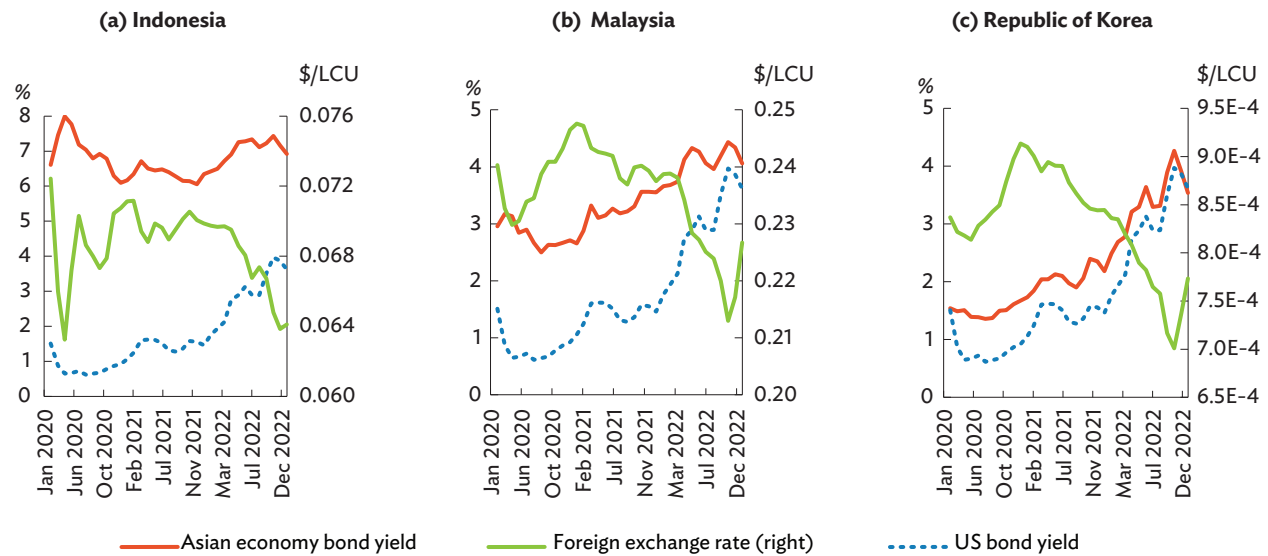 (a) Indonesia
(b) Malaysia
(c) Republic of Korea
%
$/LCU
8
7
6
5
4
3
2
1
0
0.076
0.072
0.068
0.064
0.060
Jan 2020
Jun 2020
Oct 2020
Feb 2021
Jul 2021
Nov 2021
Mar 2022
Jul 2022
Dec 2022
%
$/LCU
5
4
3
2
1
0
0.25
0.24
0.23
0.22
0.21
0.20
Jan 2020
Jun 2020
Oct 2020
Feb 2021
Jul 2021
Nov 2021
Mar 2022
Jul 2022
Dec 2022
%
$/LCU
5
4
3
2
1
0
9.5E–4
9.0E–4
8.5E–4
8.0E–4
7.5E–4
7.0E–4
6.5E–4
Jan 2020
Jun 2020
Oct 2020
Feb 2021
Jul 2021
Nov 2021
Mar 2022
Jul 2022
Dec 2022
Asian economy bond yield
Foreign exchange rate (right)
US bond yield